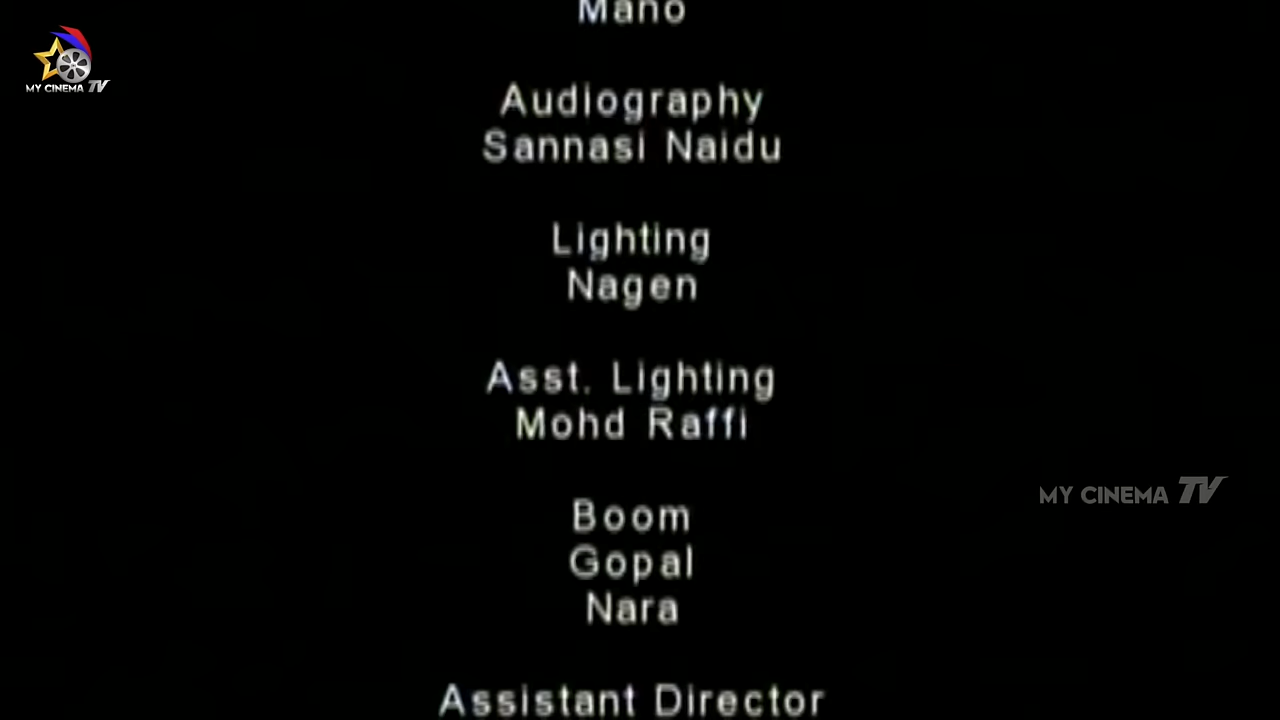 Mano
MY CINEMA TV
Audiography
Sannasi Naidu
Lighting
Nagen
Asst. Lighting
Mohd Raffi
MY CINEMA TV
Boom
Gopal
Nara
Assistant Director